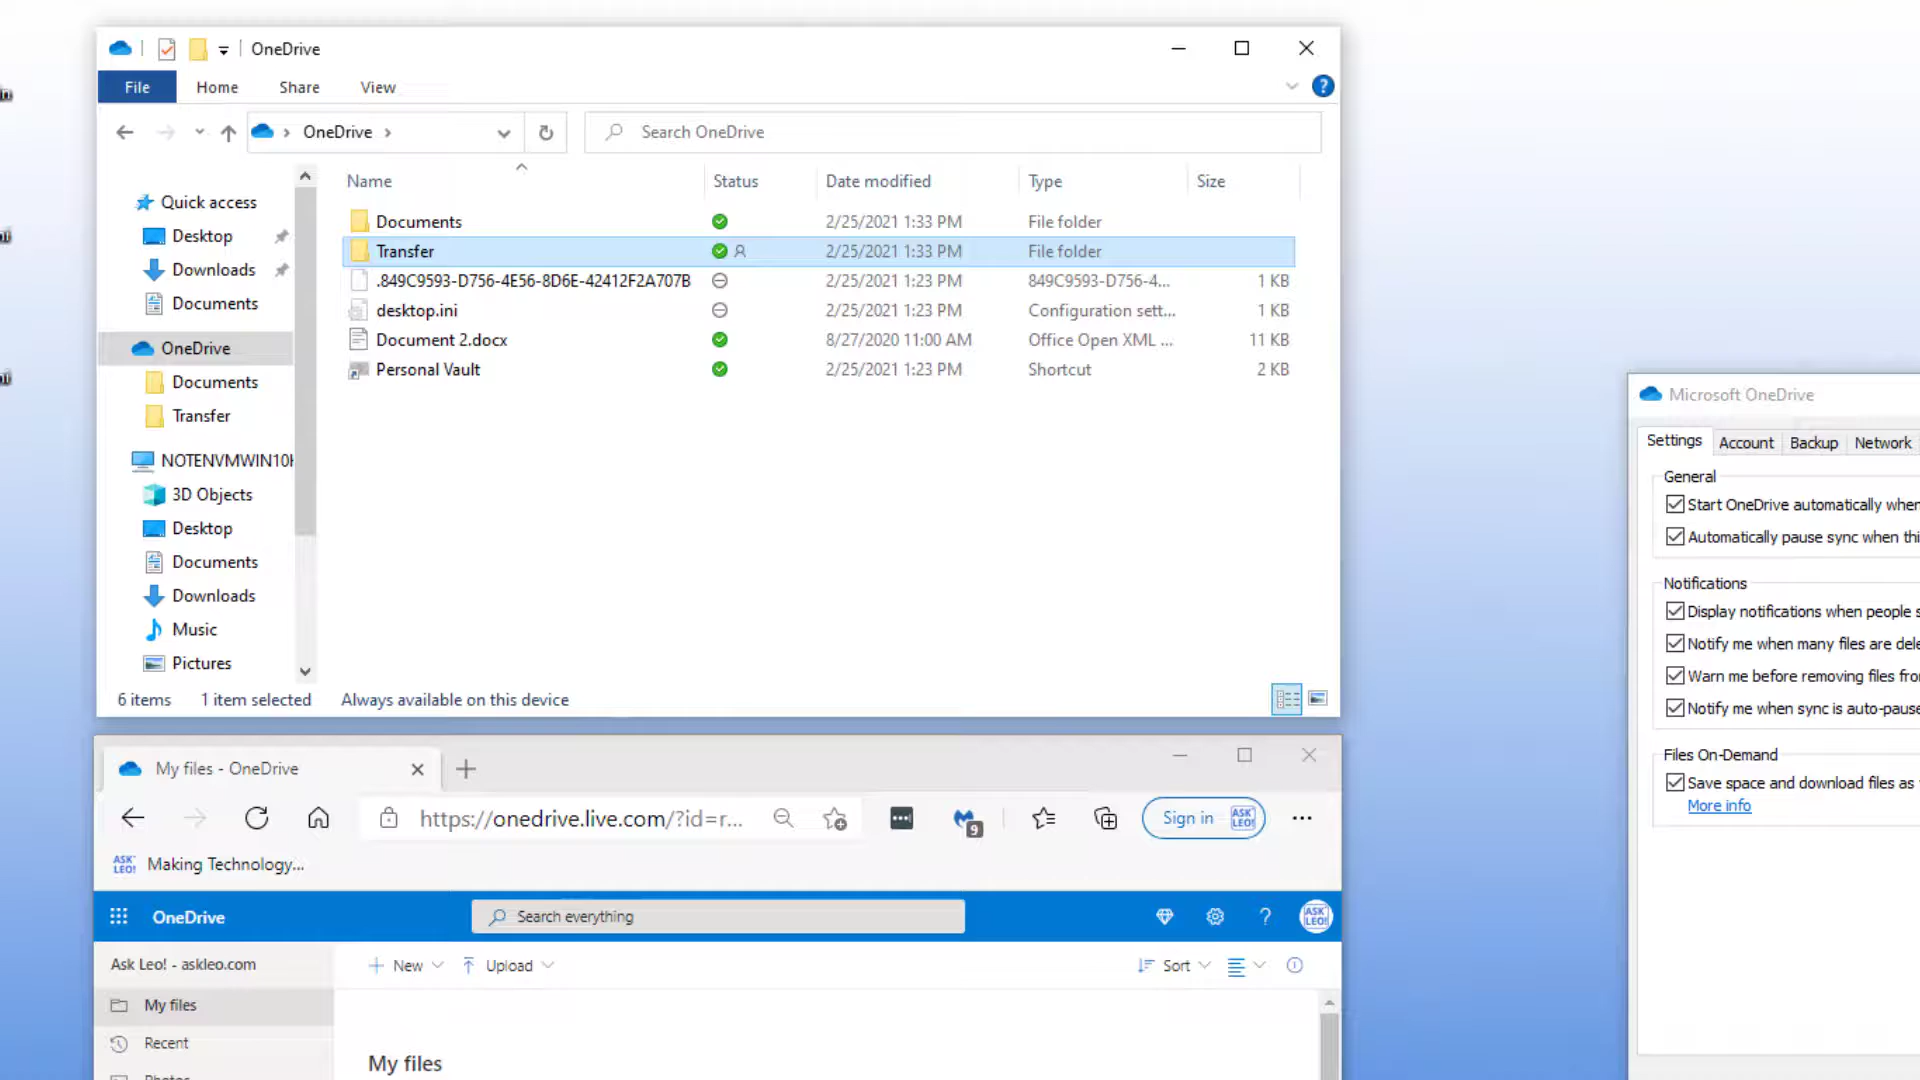 OneDrive
File Home Share View
OneDrive
Search OneDrive
Name Status Date modified Type Size
Quick access
Desktop
Downloads
Documents
OneDrive
Documents
Transfer
NOTENVMWIN10
3D Objects
Desktop
Documents
Downloads
Music
Pictures
Documents 2/25/2021 1:33 PM File folder
Transfer 2/25/2021 1:33 PM File folder
.849C9593-D756-4E56-8D6E-42412F2A707B 2/25/2021 1:23 PM 849C9593-D756-4... 1 KB
desktop.ini 2/25/2021 1:23 PM Configuration sett... 1 KB
Document 2.docx 8/27/2020 11:00 AM Office Open XML ... 11 KB
Personal Vault 2/25/2021 1:23 PM Shortcut 2 KB
6 items 1 item selected Always available on this device
My files - OneDrive
https://onedrive.live.com/?id=r...
9
Sign in ASK LEO!
ASK LEO! Making Technology...
OneDrive
Search everything
? ASK LEO!
Ask Leo! - askleo.com
New Upload Sort
My files
Recent
My files
Microsoft OneDrive
Settings Account Backup Network
General
Start OneDrive automatically when
Automatically pause sync when thi
Notifications
Display notifications when people s
Notify me when many files are dele
Warn me before removing files fro
Notify me when sync is auto-pause
Files On-Demand
Save space and download files as
More info